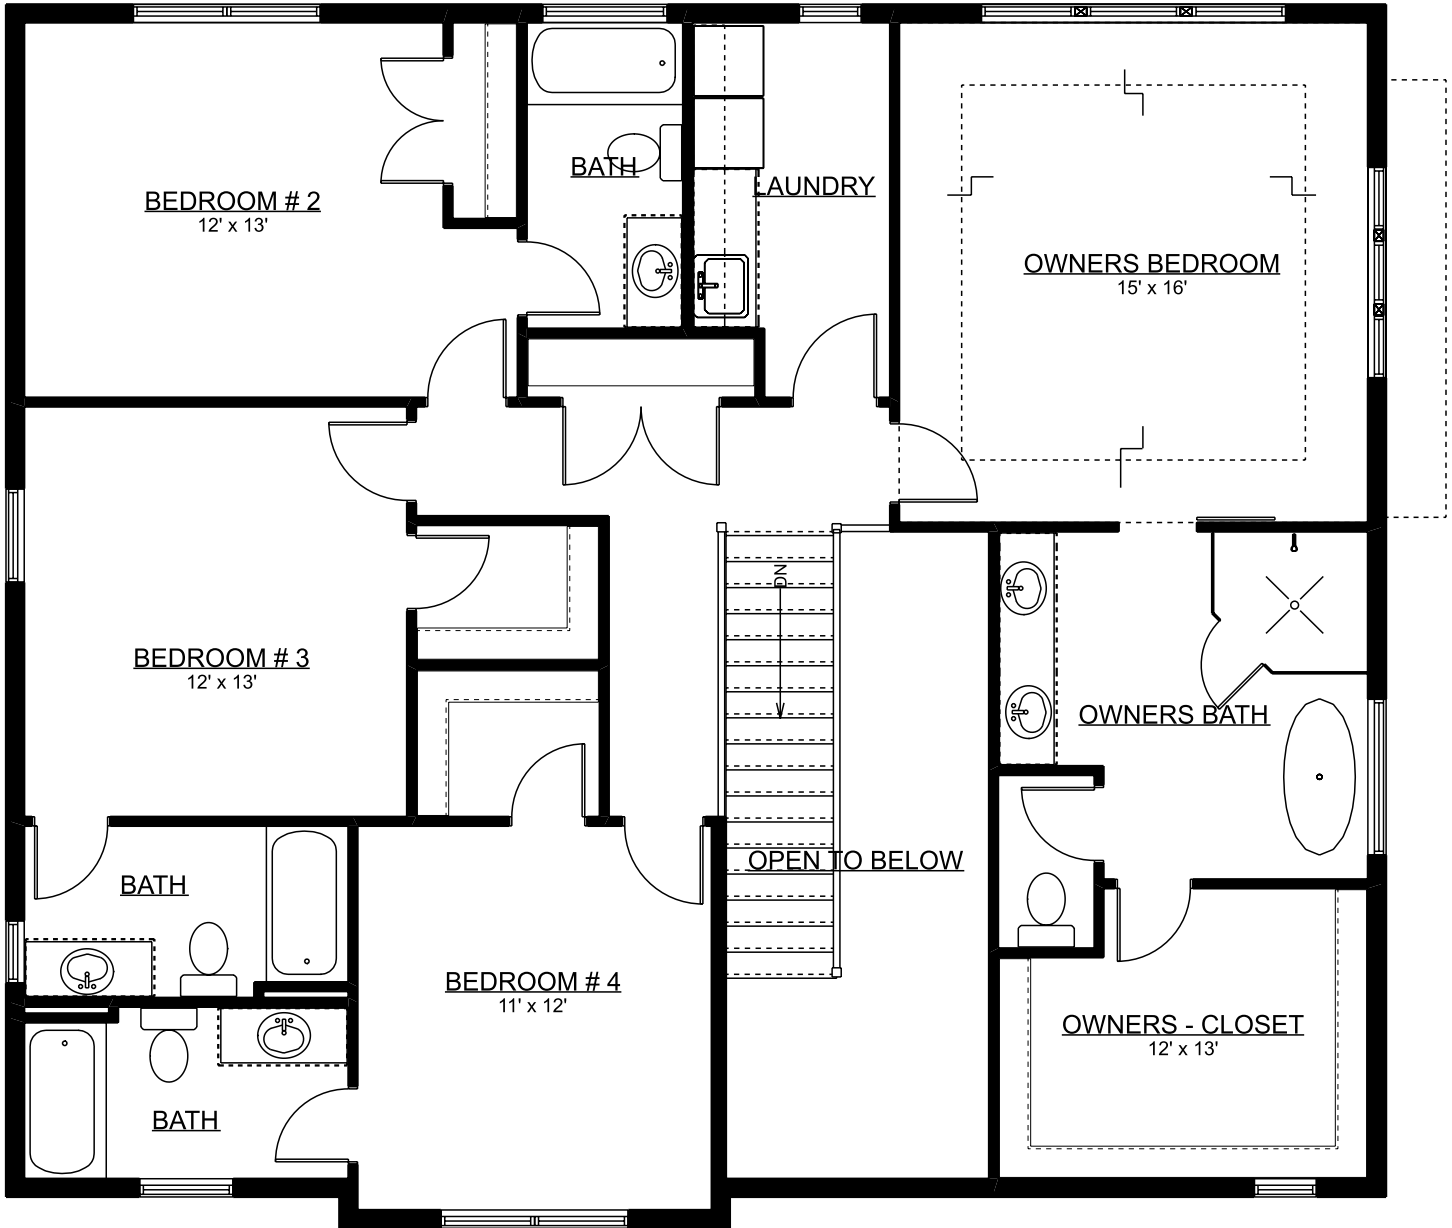 BATH
LAUNDRY
BEDROOM # 2
12' x 13'
OWNERS BEDROOM
15' x 16'
DN
BEDROOM # 3
12' x 13'
OWNERS BATH
OPEN TO BELOW
BATH
BEDROOM # 4
11' x 12'
OWNERS - CLOSET
12' x 13'
BATH